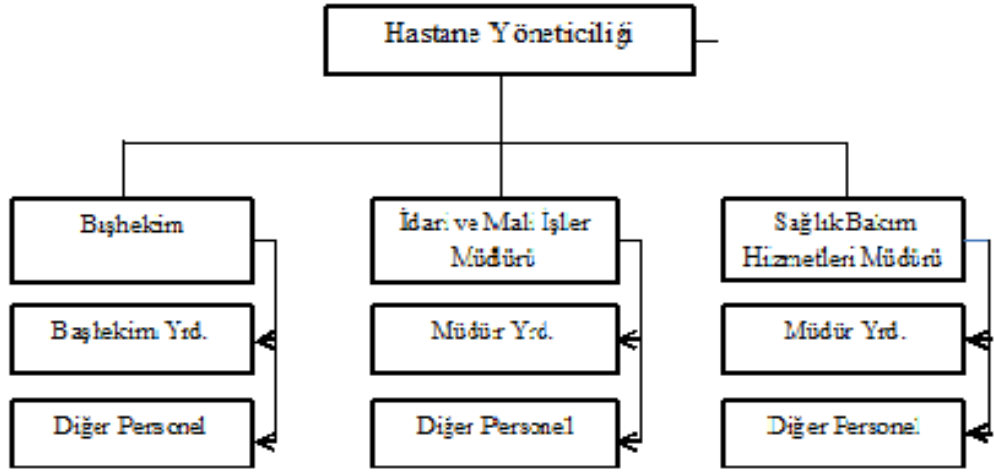 Hastane Yöneticiliği
Başhekim
İdari ve Mali İşler
Müdürü
Sağlık Bakım
Hizmetleri Müdürü
Başhekim Yrd.
Müdür Yrd.
Müdür Yrd.
Diğer Personel
Diğer Personel
Diğer Personel